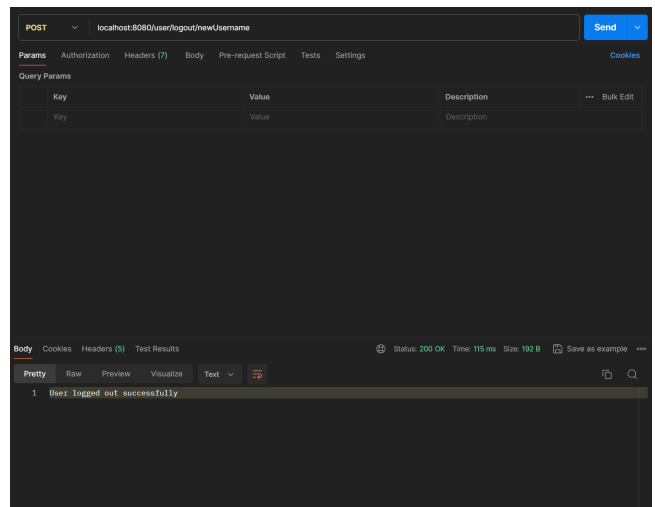 POST localhost:8080/user/logout/newUsername Send
Params Authorization Headers (7) Body Pre-request Script Tests Settings Cookies
Query Params
Key Value Description ••• Bulk Edit
Key Value Description
Body Cookies Headers (5) Test Results Status: 200 OK Time: 115 ms Size: 192 B Save as example •••
Pretty Raw Preview Visualize Text
1 User logged out successfully